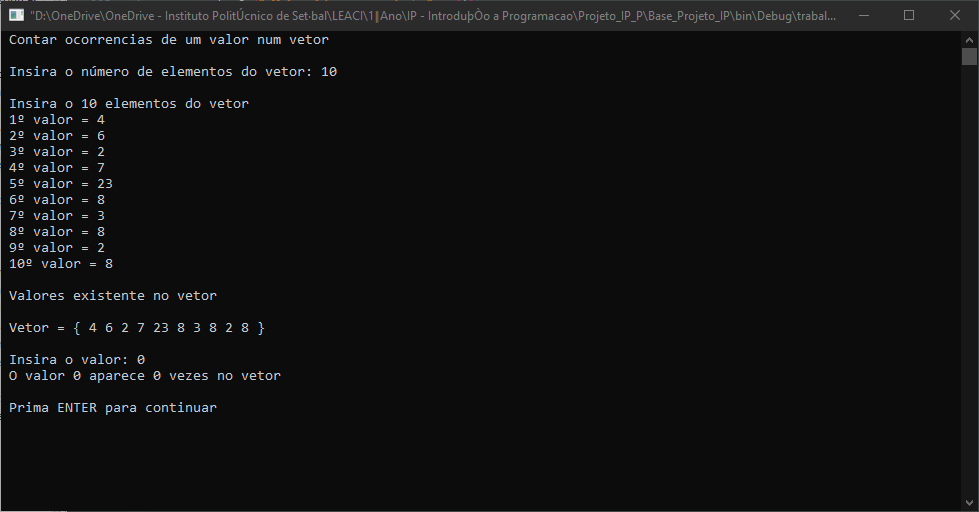 "D:\OneDrive\OneDrive - Instituto PolitÚcnico de Set·bal\LEACI\1║Ano\IP - IntroduþÒo a Programacao\Projeto_IP_P\Base_Projeto_IP\bin\Debug\trabal...
Contar ocorrencias de um valor num vetor
Insira o número de elementos do vetor: 10
Insira o 10 elementos do vetor
1º valor = 4
2º valor = 6
3º valor = 2
4º valor = 7
5º valor = 23
6º valor = 8
7º valor = 3
8º valor = 8
9º valor = 2
10º valor = 8
Valores existente no vetor
Vetor = { 4 6 2 7 23 8 3 8 2 8 }
Insira o valor: 0
O valor 0 aparece 0 vezes no vetor
Prima ENTER para continuar